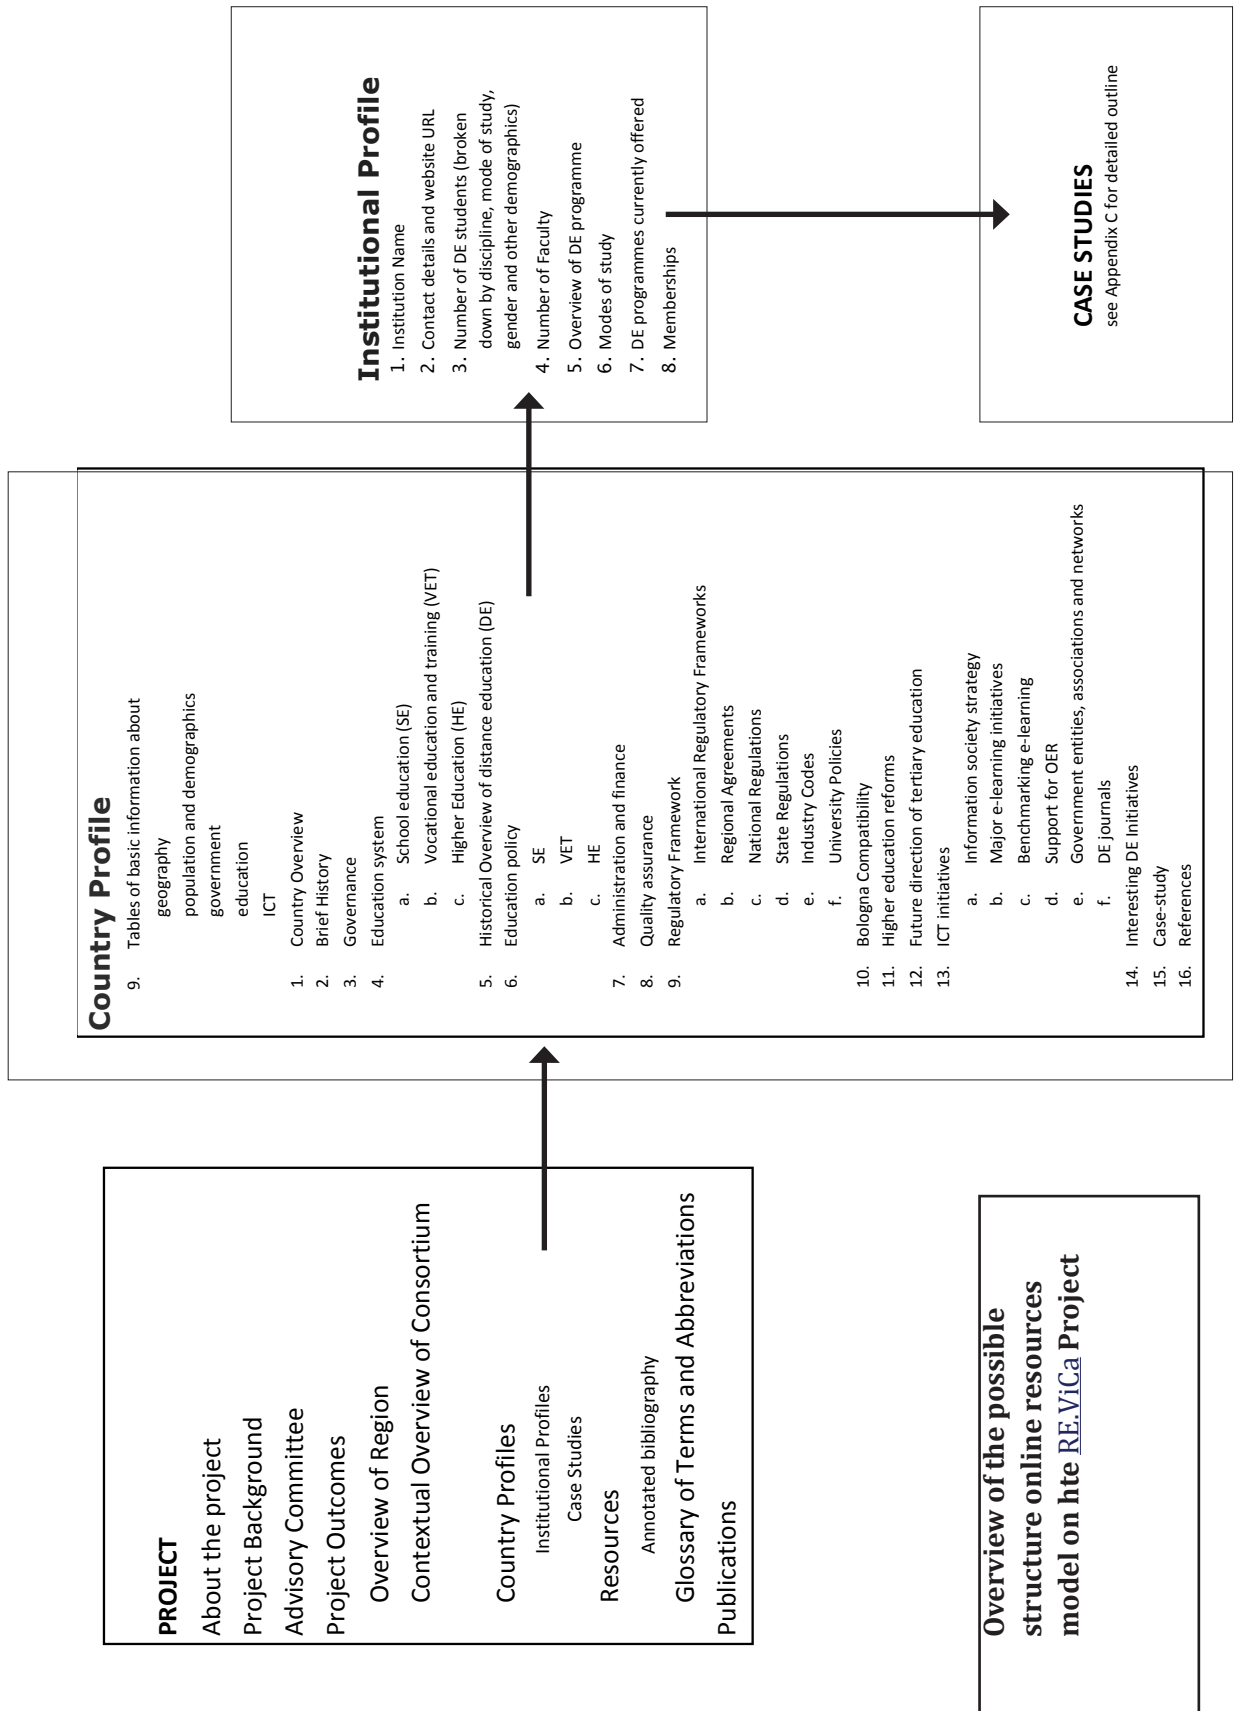 PROJECT
About the project
Project Background
Advisory Committee
Project Outcomes
Overview of Region
Contextual Overview of Consortium
Country Profiles
Institutional Profiles
Case Studies
Resources
Annotated bibliography
Glossary of Terms and Abbreviations
Publications
Overview of the possible
structure online resources
model on hte RE.ViCa Project
Country Profile
9. Tables of basic information about
geography
population and demographics
government
education
ICT
1. Country Overview
2. Brief History
3. Governance
4. Education system
a. School education (SE)
b. Vocational education and training (VET)
c. Higher Education (HE)
5. Historical Overview of distance education (DE)
6. Education policy
a. SE
b. VET
c. HE
7. Administration and finance
8. Quality assurance
9. Regulatory Framework
a. International Regulatory Frameworks
b. Regional Agreements
c. National Regulations
d. State Regulations
e. Industry Codes
f. University Policies
10. Bologna Compatibility
11. Higher education reforms
12. Future direction of tertiary education
13. ICT initiatives
a. Information society strategy
b. Major e-learning initiatives
c. Benchmarking e-learning
d. Support for OER
e. Government entities, associations and networks
f. DE journals
14. Interesting DE Initiatives
15. Case-study
16. References
Institutional Profile
1. Institution Name
2. Contact details and website URL
3. Number of DE students (broken
down by discipline, mode of study,
gender and other demographics)
4. Number of Faculty
5. Overview of DE programme
6. Modes of study
7. DE programmes currently offered
8. Memberships
CASE STUDIES
see Appendix C for detailed outline